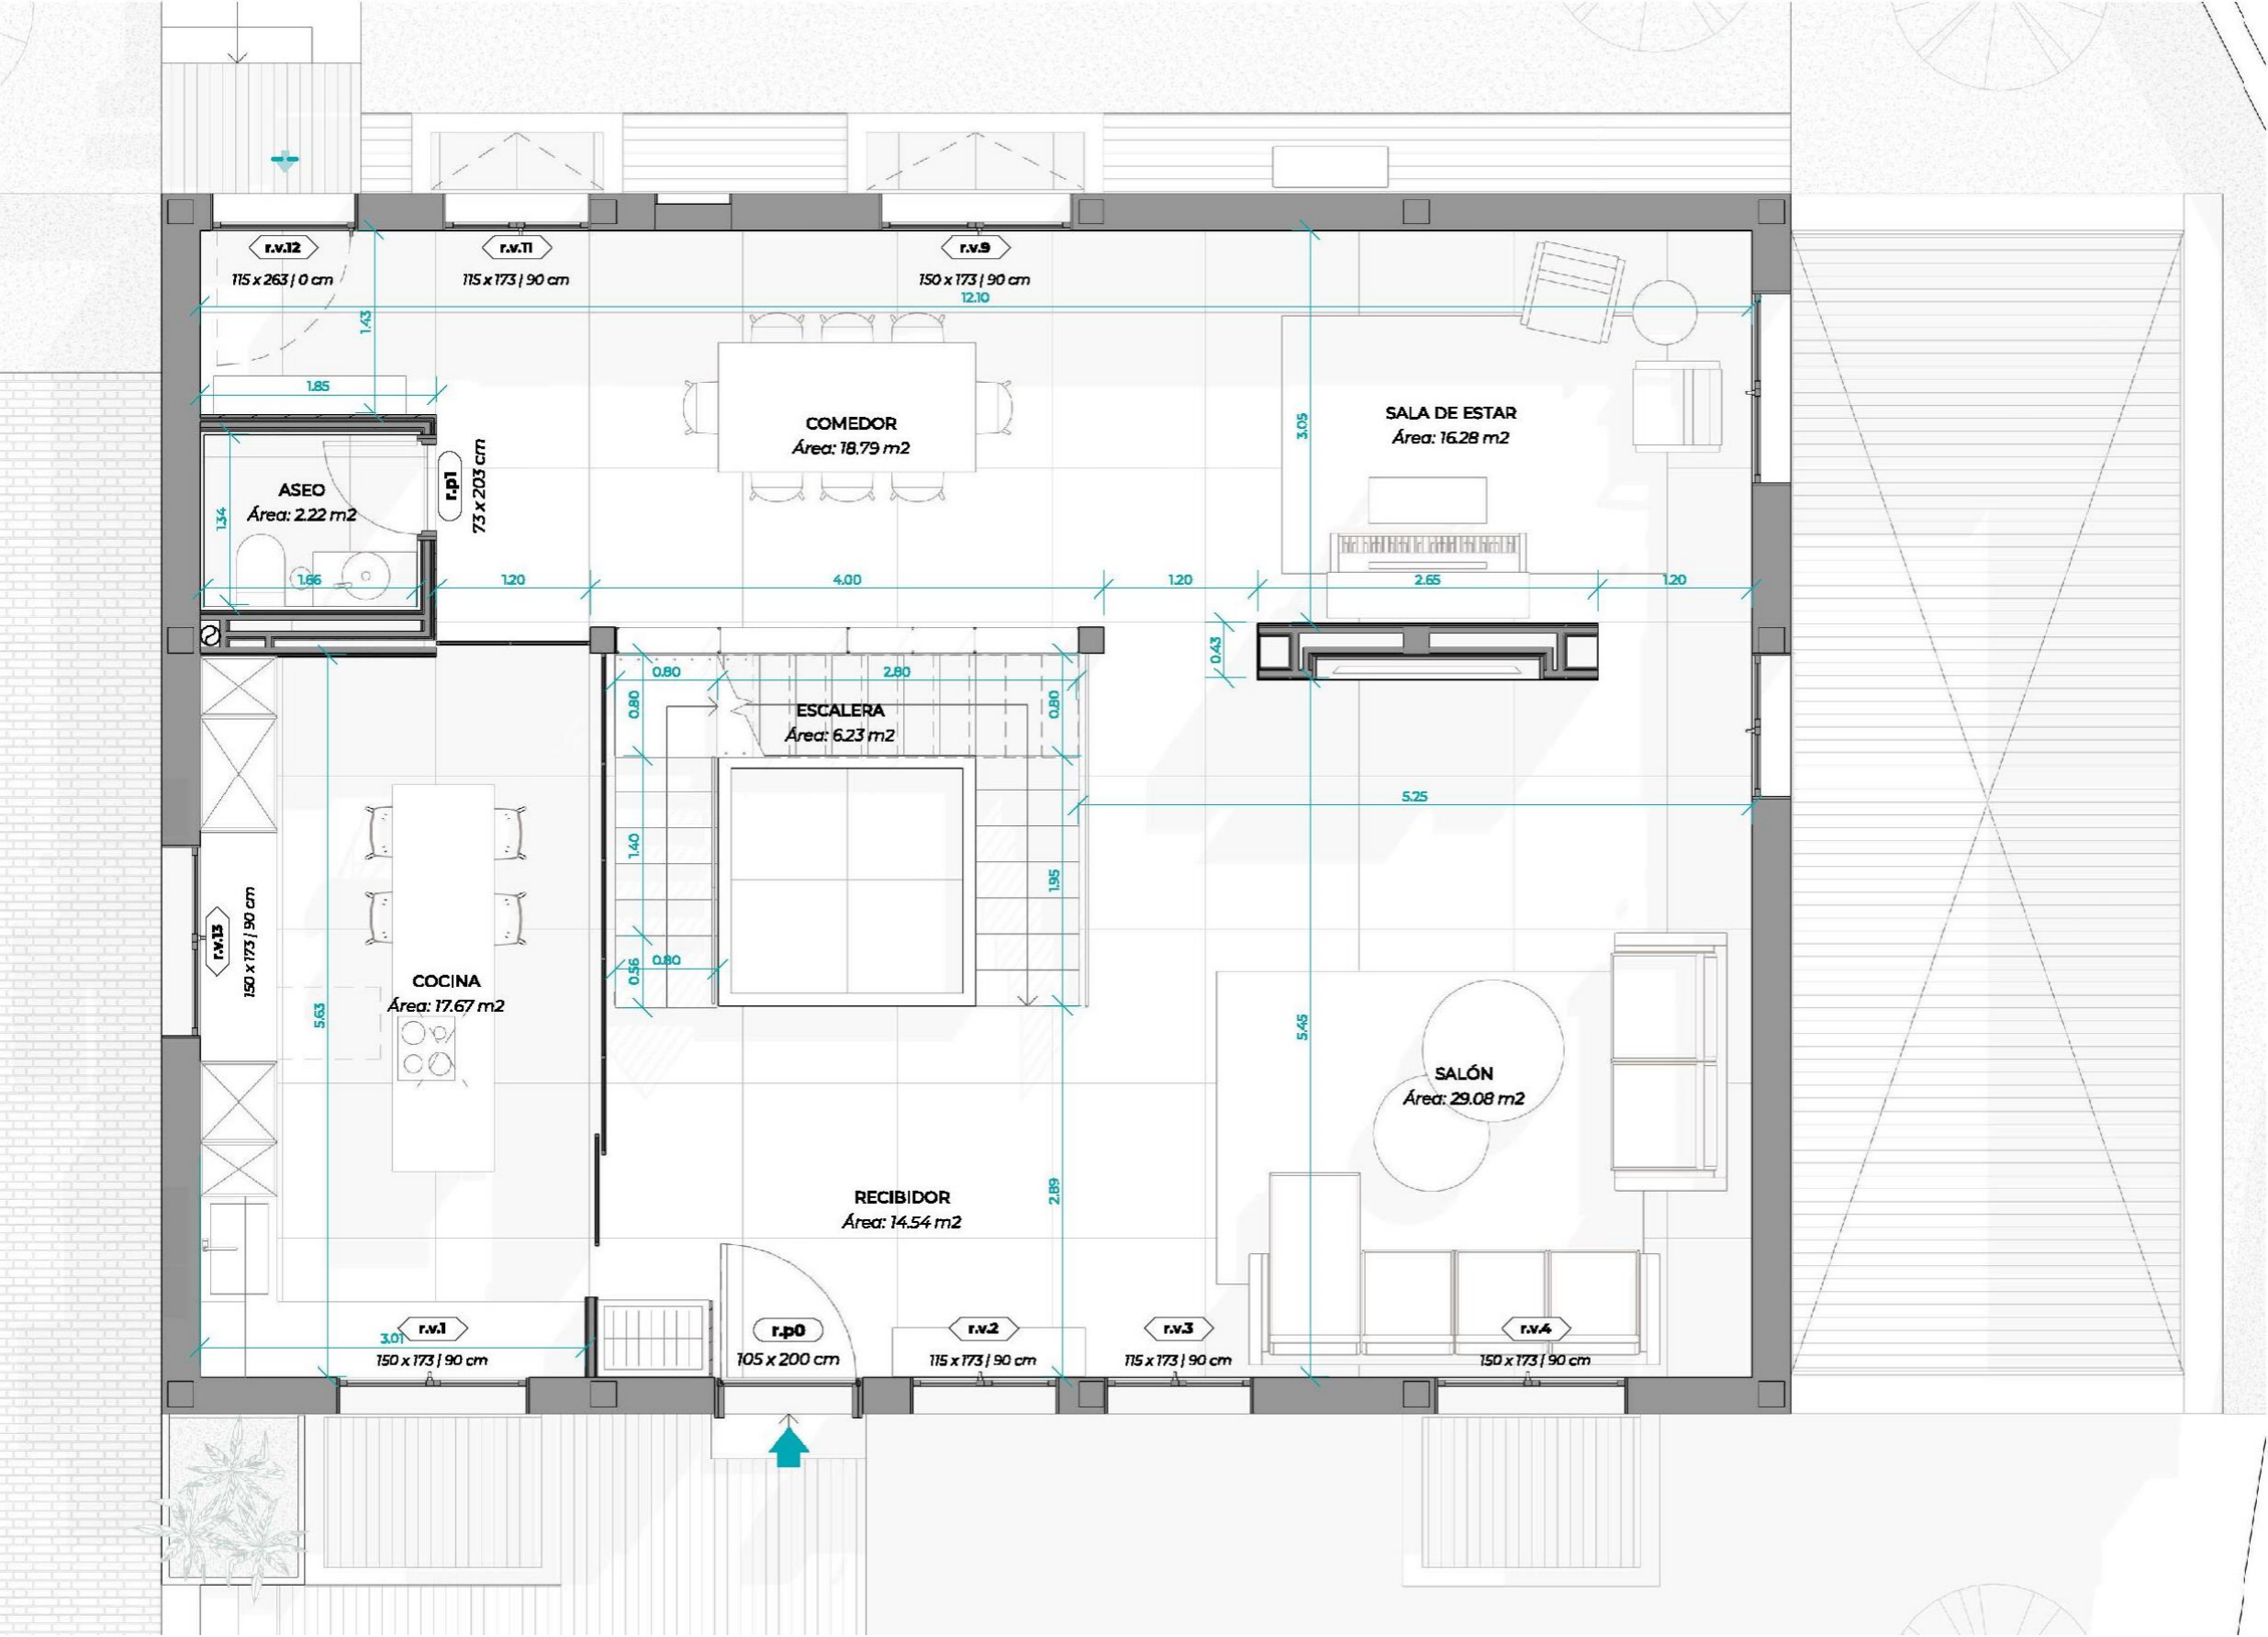 r.v.12
115 x 263 | 0 cm
r.v.11
115 x 173 | 90 cm
r.v.9
150 x 173 | 90 cm
12.10
1.43
1.85
3.05
COMEDOR
Área: 18.79 m2
SALA DE ESTAR
Área: 16.28 m2
r.p1
73 x 203 cm
ASEO
Área: 2.22 m2
1.34
1.66
1.20
4.00
1.20
2.65
1.20
0.43
0.80
2.80
0.80
0.80
ESCALERA
Área: 6.23 m2
5.25
1.40
1.95
r.v.13
150 x 173 | 90 cm
0.56
0.80
COCINA
Área: 17.67 m2
5.63
5.45
SALÓN
Área: 29.08 m2
RECIBIDOR
Área: 14.54 m2
2.89
3.01
r.v.1
150 x 173 | 90 cm
r.p0
105 x 200 cm
r.v.2
115 x 173 | 90 cm
r.v.3
115 x 173 | 90 cm
r.v.4
150 x 173 | 90 cm